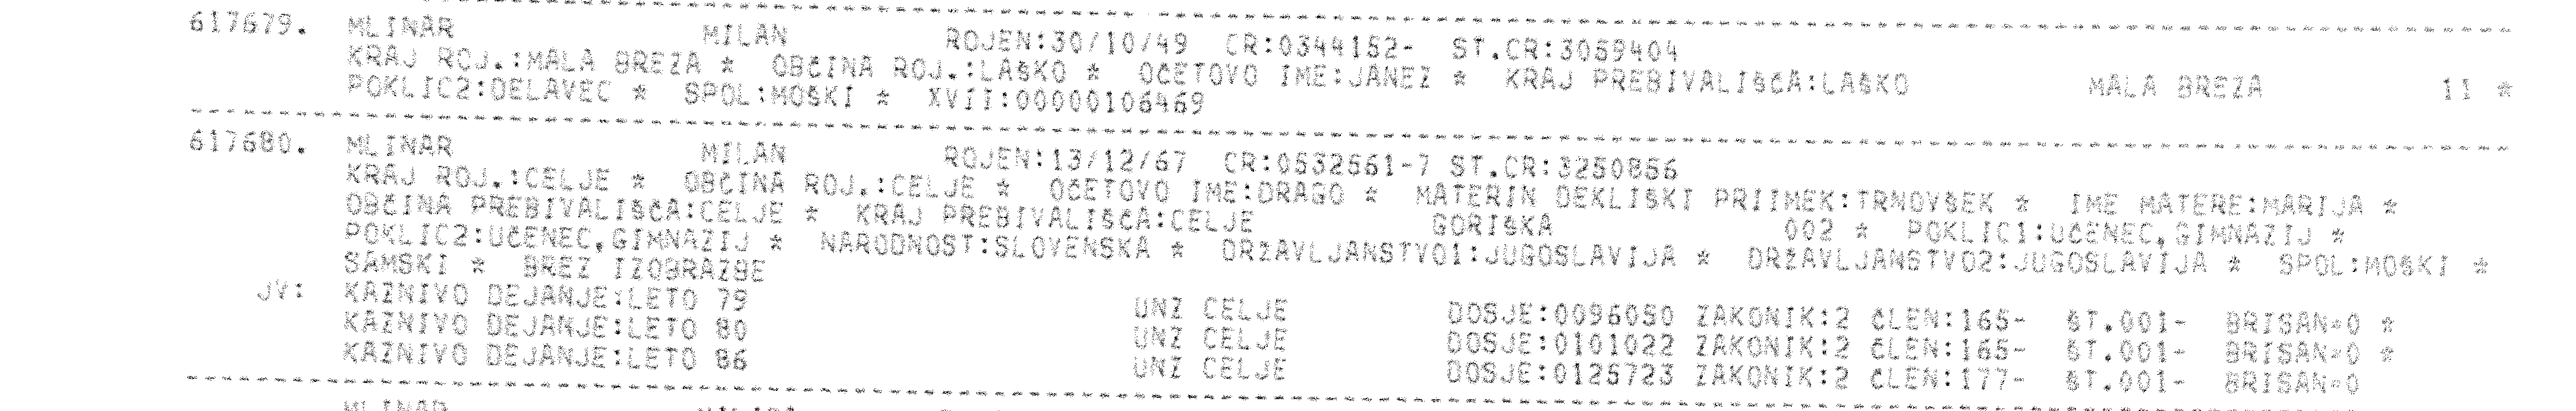 617679. MLINAR MILAN ROJEN:30/10/49 CR:0344152- ST.CR:3059404
KRAJ ROJ.:MALA BREZA * OBČINA ROJ.:LAŠKO * OČETOVO IME:JANEZ * KRAJ PREBIVALIŠČA:LAŠKO MALA BREZA 11 *
POKLIC2:DELAVEC * SPOL:MOŠKI * XVII:00000106469
617680. MLINAR MILAN ROJEN:13/12/67 CR:0532561-7 ST.CR:3250856
KRAJ ROJ.:CELJE * OBČINA ROJ.:CELJE * OČETOVO IME:DRAGO * MATERIN DEKLIŠKI PRIIMEK:TRNOVŠEK * IME MATERE:MARIJA *
OBČINA PREBIVALIŠČA:CELJE * KRAJ PREBIVALIŠČA:CELJE GORIŠKA 002 * POKLIC1:UČENEC,GIMNAZIJ *
POKLIC2:UČENEC,GIMNAZIJ * NARODNOST:SLOVENSKA * DRŽAVLJANSTVO1:JUGOSLAVIJA * DRŽAVLJANSTVO2:JUGOSLAVIJA * SPOL:MOŠKI *
SAMSKI * BREZ IZOBRAZBE
JV: KAZNIVO DEJANJE:LETO 79 UNZ CELJE DOSJE:0096050 ZAKONIK:2 ČLEN:165- ŠT.001- BRISAN=0 *
KAZNIVO DEJANJE:LETO 80 UNZ CELJE DOSJE:0101022 ZAKONIK:2 ČLEN:165- ŠT.001- BRISAN=0 *
KAZNIVO DEJANJE:LETO 86 UNZ CELJE DOSJE:0125723 ZAKONIK:2 ČLEN:177- ŠT.001- BRISAN=0
MLINAR